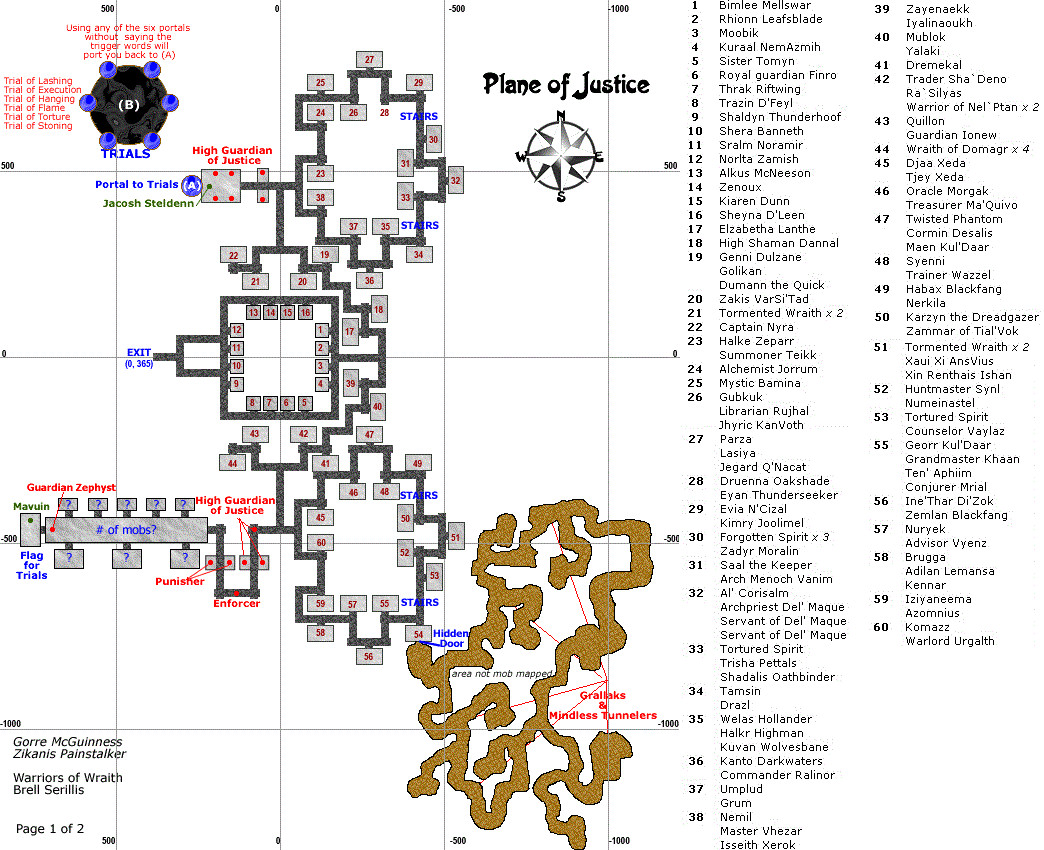 500
0
-500
-1000
Using any of the six portals
without saying the
trigger words will
port you back to (A)
Trial of Lashing
Trial of Execution
Trial of Hanging
Trial of Flame
Trial of Torture
Trial of Stoning
(B)
TRIALS
Plane of Justice
N
W
E
S
500
500
High Guardian
of Justice
Portal to Trials
(A)
Jacosh Steldenn
27
25
29
24
26
28
STAIRS
30
31
32
23
38
33
37
35
STAIRS
22
19
34
21
20
36
18
13
14
15
16
17
12
1
11
2
10
3
9
4
8
7
6
5
0
EXIT
(0, 365)
0
39
40
43
42
47
44
41
49
46
48
STAIRS
Guardian Zephyst
Mavuin
High Guardian
of Justice
?
?
?
?
?
# of mobs?
?
?
?
Flag
for
Trials
-500
-500
Punisher
Enforcer
45
50
51
60
52
53
59
57
55
STAIRS
58
54
Hidden
Door
56
area not mob mapped
Grallaks
&
Mindless Tunnelers
-1000
-1000
Gorre McGuinness
Zikanis Painstalker
Warriors of Wraith
Brell Serillis
Page 1 of 2
500
0
-500
-1000
1 Bimlee Mellswar
2 Rhionn Leafsblade
3 Moobik
4 Kuraal NemAzmih
5 Sister Tomyn
6 Royal guardian Finro
7 Thrak Riftwing
8 Trazin D'Feyl
9 Shaldyn Thunderhoof
10 Shera Banneth
11 Sralm Noramir
12 Norlta Zamish
13 Alkus McNeeson
14 Zenoux
15 Kiaren Dunn
16 Sheyna D'Leen
17 Elzabetha Lanthe
18 High Shaman Dannal
19 Genni Dulzane
Golikan
Dumann the Quick
20 Zakis VarSi'Tad
21 Tormented Wraith x 2
22 Captain Nyra
23 Halke Zeparr
Summoner Teikk
24 Alchemist Jorrum
25 Mystic Bamina
26 Gubkuk
Librarian Rujhal
Jhyric KanVoth
27 Parza
Lasiya
Jegard Q'Nacat
28 Druenna Oakshade
Eyan Thunderseeker
29 Evia N'Cizal
Kimry Joolimel
30 Forgotten Spirit x 3
Zadyr Moralin
31 Saal the Keeper
Arch Menoch Vanim
32 Al' Corisalm
Archpriest Del' Maque
Servant of Del' Maque
Servant of Del' Maque
33 Tortured Spirit
Trisha Pettals
Shadalis Oathbinder
34 Tamsin
Drazl
35 Welas Hollander
Halkr Highman
Kuvan Wolvesbane
36 Kanto Darkwaters
Commander Ralinor
37 Umplud
Grum
38 Nemil
Master Vhezar
Isseith Xerok
39 Zayenaekk
Iyalinaoukh
40 Mublok
Yalaki
41 Dremekal
42 Trader Sha`Deno
Ra`Silyas
Warrior of Nel`Ptan x 2
43 Quillon
Guardian Ionew
44 Wraith of Domagr x 4
45 Djaa Xeda
Tjey Xeda
46 Oracle Morgak
Treasurer Ma'Quivo
47 Twisted Phantom
Cormin Desalis
Maen Kul'Daar
48 Syenni
Trainer Wazzel
49 Habax Blackfang
Nerkila
50 Karzyn the Dreadgazer
Zammar of Tial'Vok
51 Tormented Wraith x 2
Xaui Xi AnsVius
Xin Renthais Ishan
52 Huntmaster Synl
Numeinastel
53 Tortured Spirit
Counselor Vaylaz
55 Georr Kul'Daar
Grandmaster Khaan
Ten' Aphiim
Conjurer Mrial
56 Ine'Thar Di'Zok
Zemlan Blackfang
57 Nuryek
Advisor Vyenz
58 Brugga
Adilan Lemansa
Kennar
59 Iziyaneema
Azomnius
60 Komazz
Warlord Urgalth